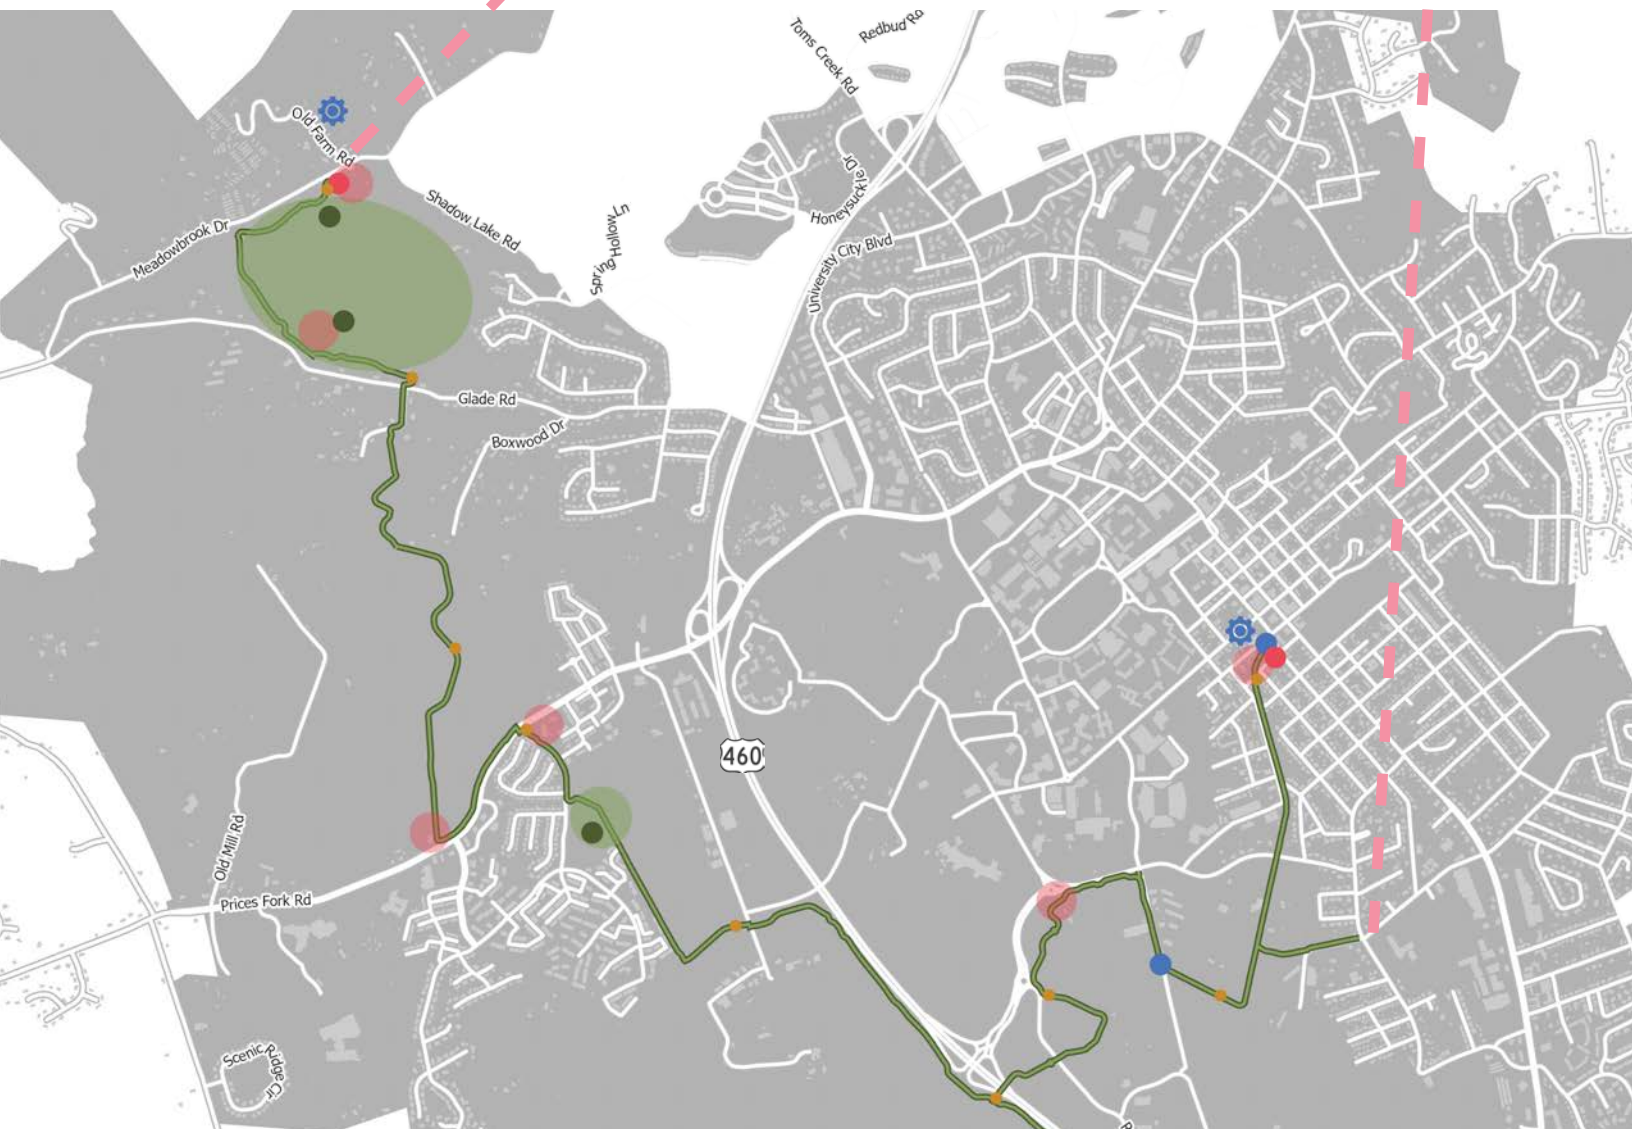 Toms Creek Rd
Redbud Rd
Old Farm Rd
Honeysuckle Dr
Shadow Lake Rd
Spring Hollow Ln
Meadowbrook Dr
University City Blvd
Glade Rd
Boxwood Dr
460
Old Mill Rd
Prices Fork Rd
Scenic Ridge Cir